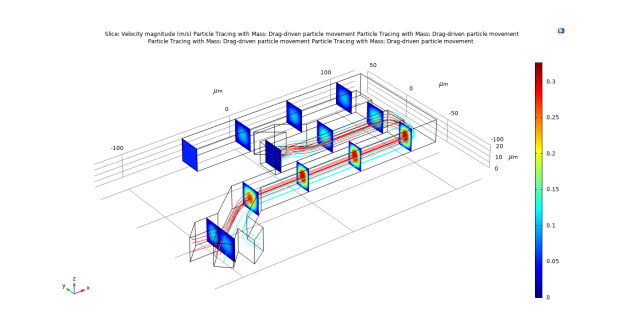 Slice: Velocity magnitude (m/s) Particle Tracing with Mass: Drag-driven particle movement Particle Tracing with Mass: Drag-driven particle movement
Particle Tracing with Mass: Drag-driven particle movement Particle Tracing with Mass: Drag-driven particle movement
50
100
µm
0
µm
0
-50
-100
-100
20
10
µm
0
0.3
0.25
0.2
0.15
0.1
0.05
0
z
y
x